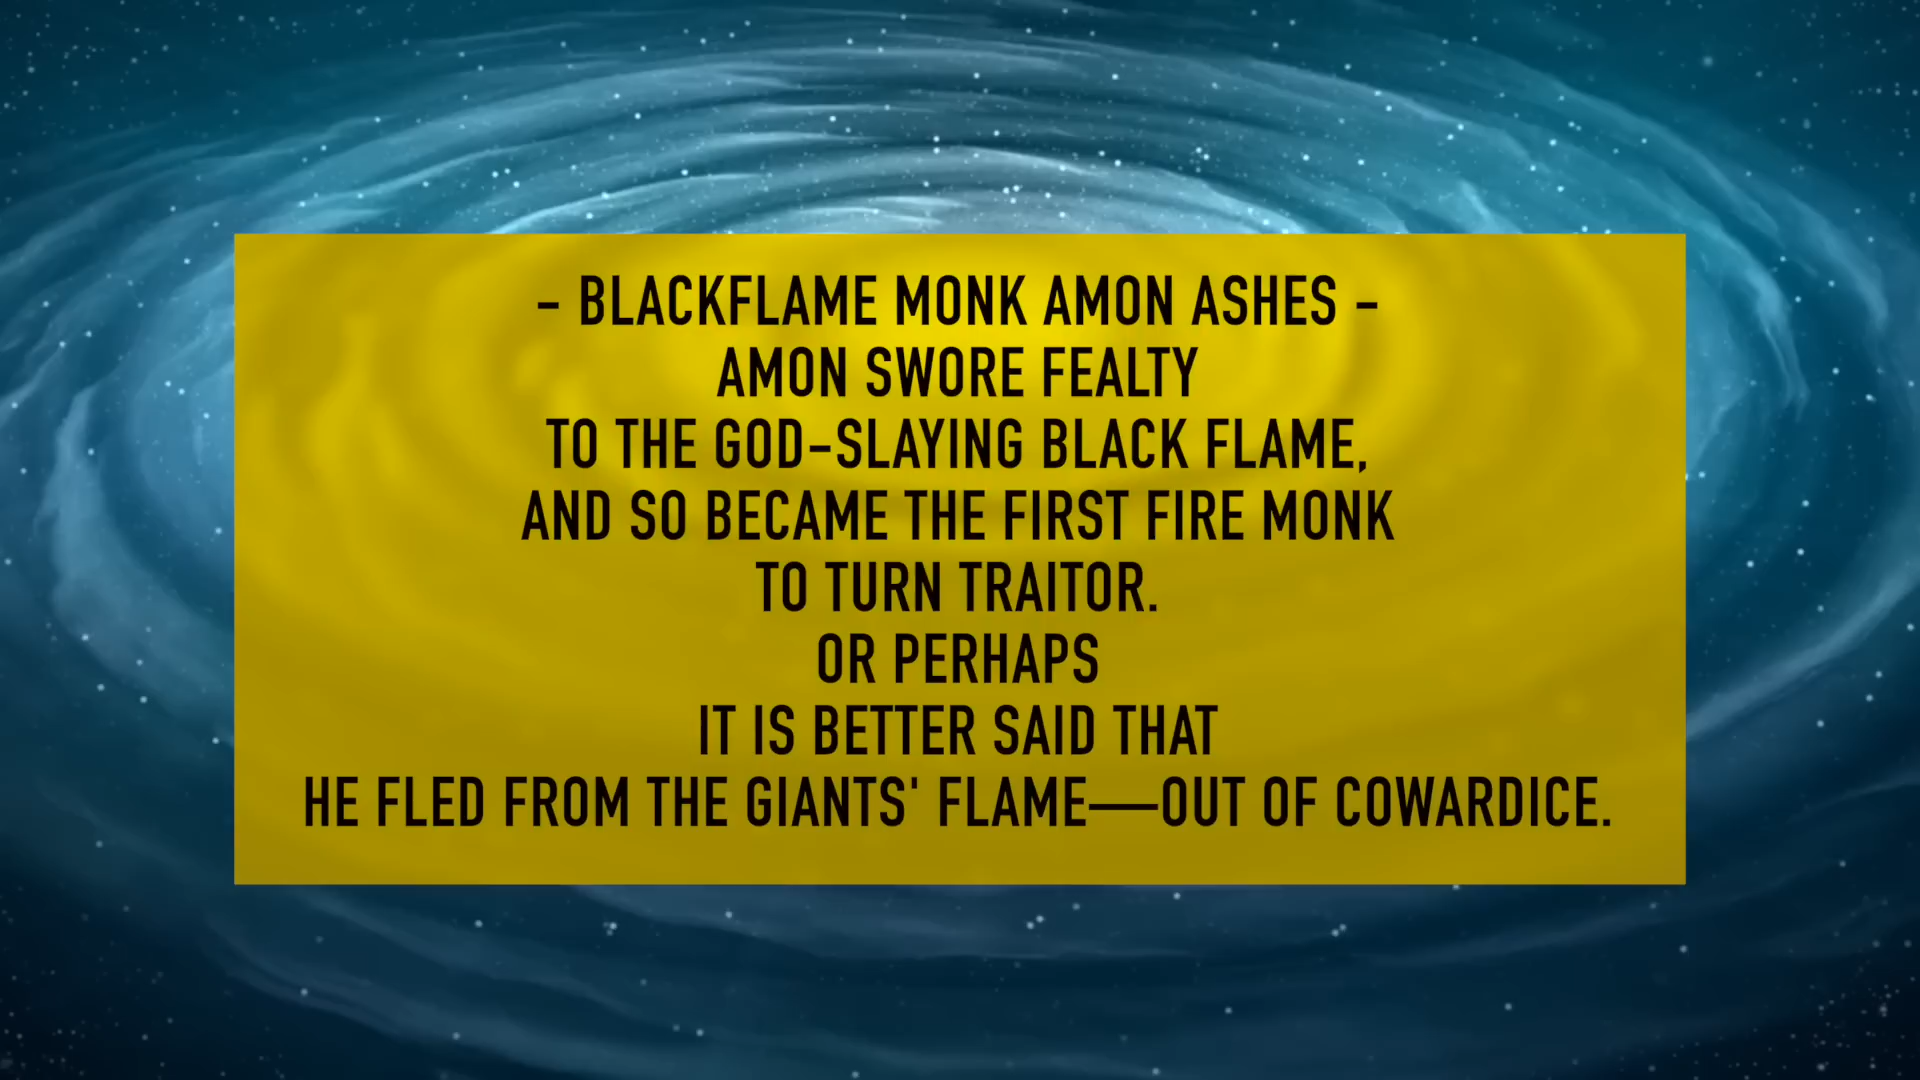 - BLACKFLAME MONK AMON ASHES -
AMON SWORE FEALTY
TO THE GOD-SLAYING BLACK FLAME,
AND SO BECAME THE FIRST FIRE MONK
TO TURN TRAITOR.
OR PERHAPS
IT IS BETTER SAID THAT
HE FLED FROM THE GIANTS' FLAME—OUT OF COWARDICE.